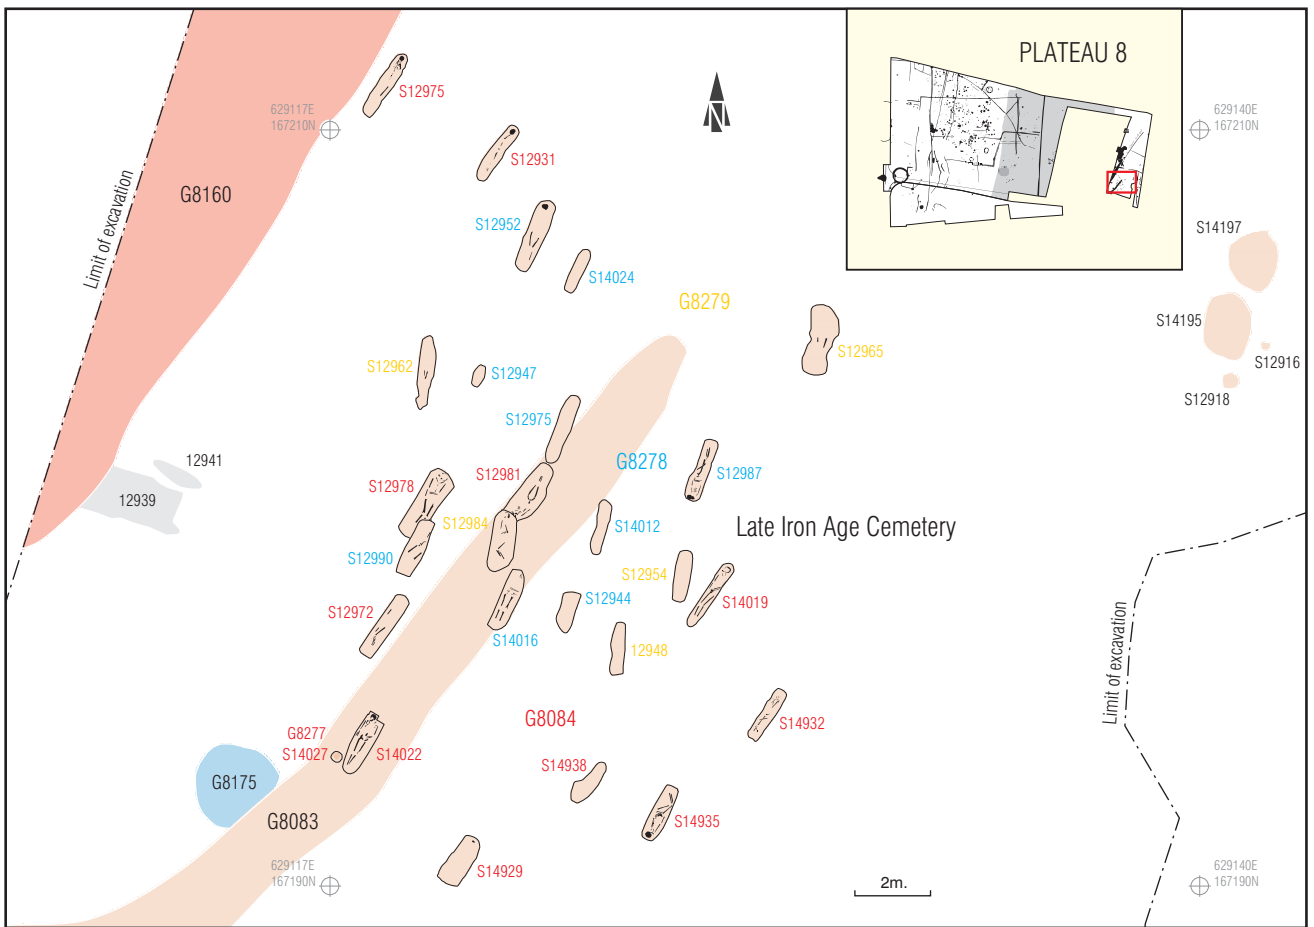 PLATEAU 8
S12975
629117E
167210N
N
629140E
167210N
S12931
Limit of excavation
G8160
S12952
S14197
S14024
G8279
S14195
S12965
S12916
S12962
S12947
S12918
S12975
12941
G8278
S12981
S12987
S12978
12939
S12984
S14012
Late Iron Age Cemetery
S12990
S12954
S12944
S14019
S12972
S14016
12948
Limit of excavation
G8084
S14932
G8277
S14027
S14022
S14938
G8175
G8083
S14935
S14929
629117E
167190N
2m.
629140E
167190N